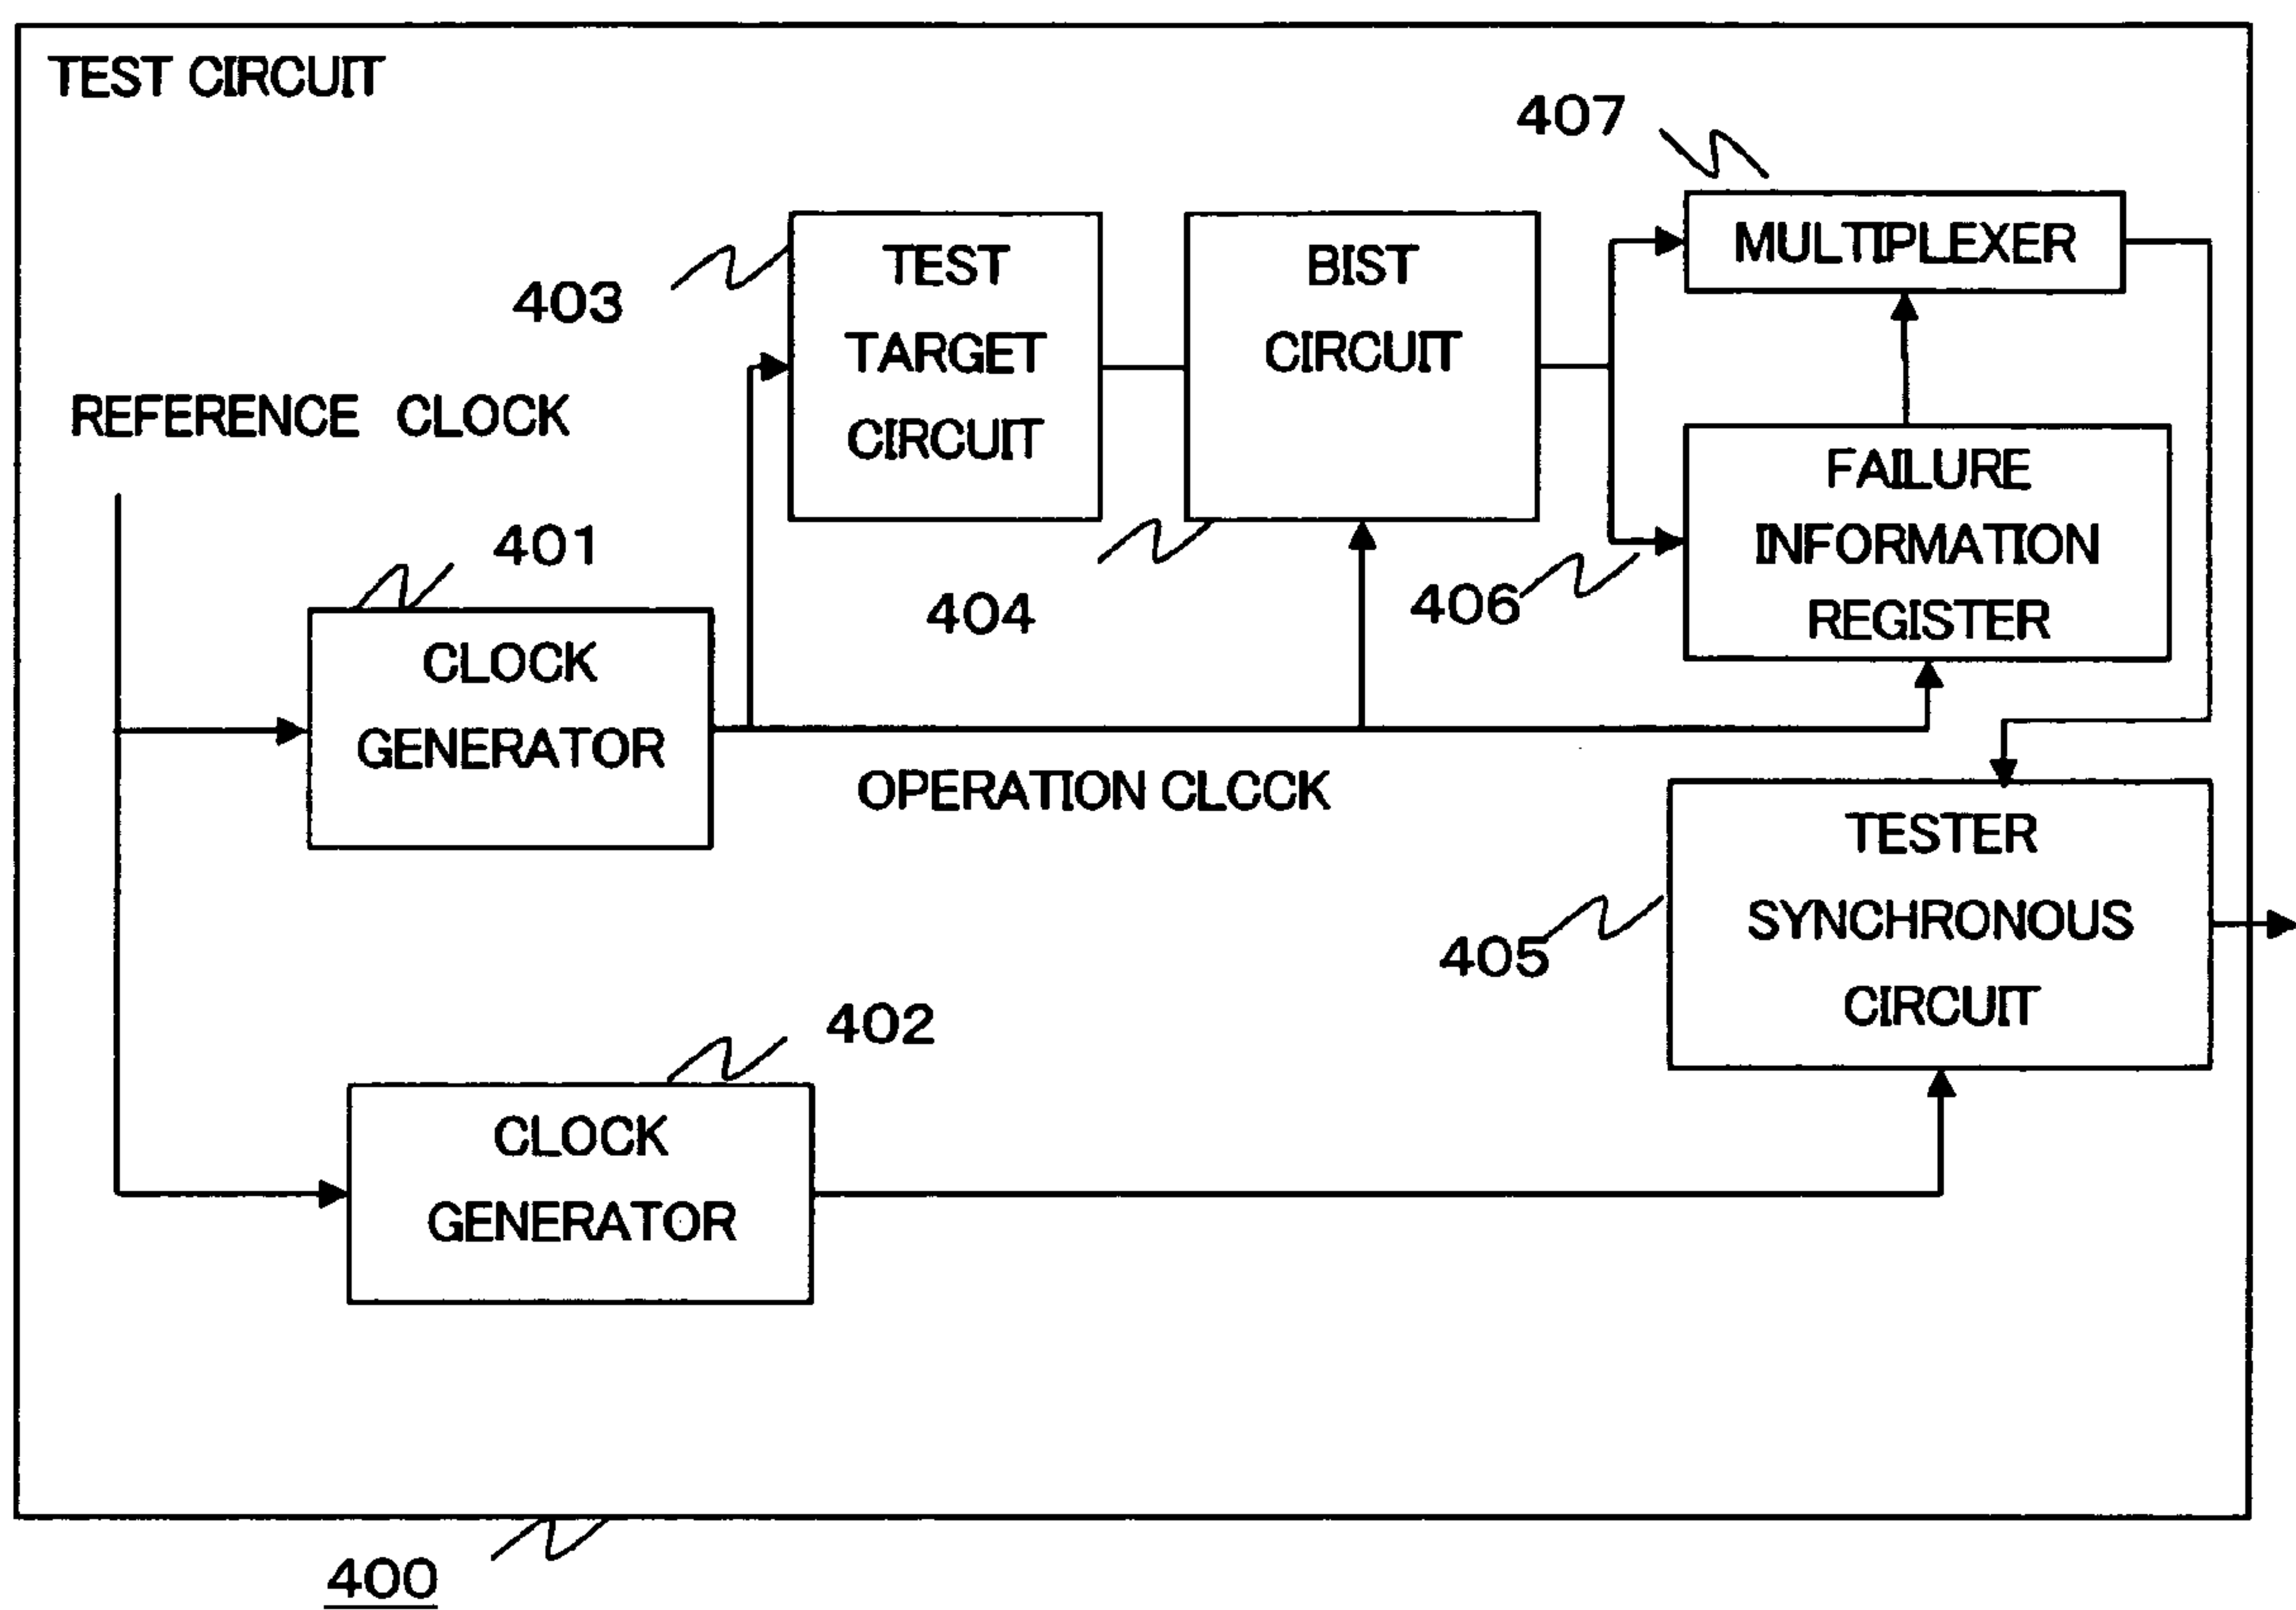 TEST CIRCUIT
407
MULTIPLEXER
403
TEST
TARGET
CIRCUIT
BIST
CIRCUIT
REFERENCE CLOCK
FAILURE
INFORMATION
REGISTER
401
404
406
CLOCK
GENERATOR
OPERATION CLCCK
TESTER
SYNCHRONOUS
CIRCUIT
405
402
CLOCK
GENERATOR
400